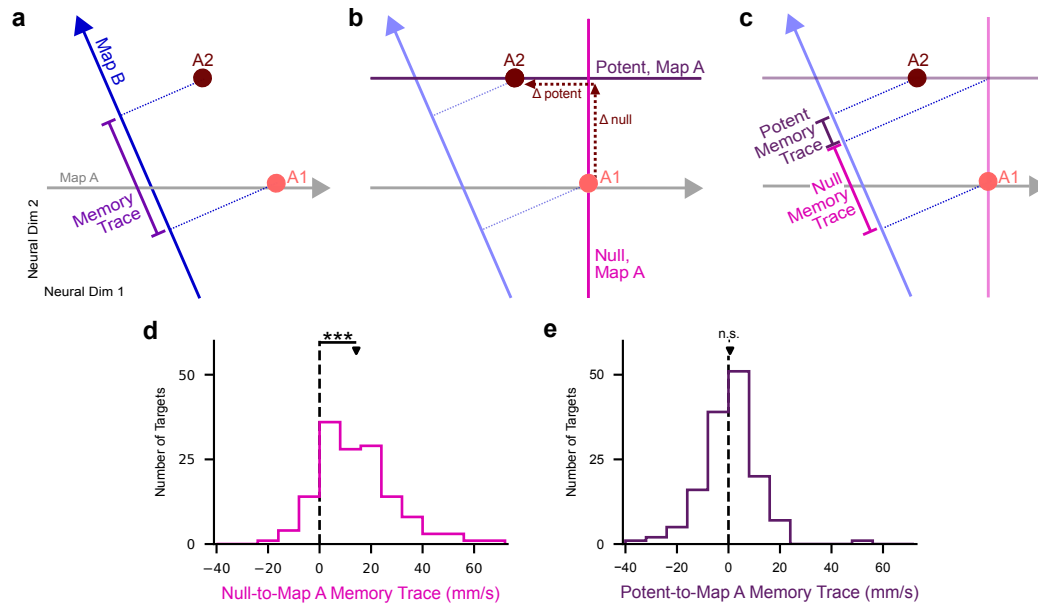 a
Map B
A2
Map A
A1
Memory
Trace
Neural Dim 2
Neural Dim 1
b
A2
Potent, Map A
Δ potent
Δ null
A1
Null,
Map A
c
A2
Potent
Memory
Trace
A1
Null
Memory
Trace
d
***
Number of Targets
50
25
0
−40
−20
0
20
40
60
Null-to-Map A Memory Trace (mm/s)
e
n.s.
Number of Targets
50
25
0
−40
−20
0
20
40
60
Potent-to-Map A Memory Trace (mm/s)